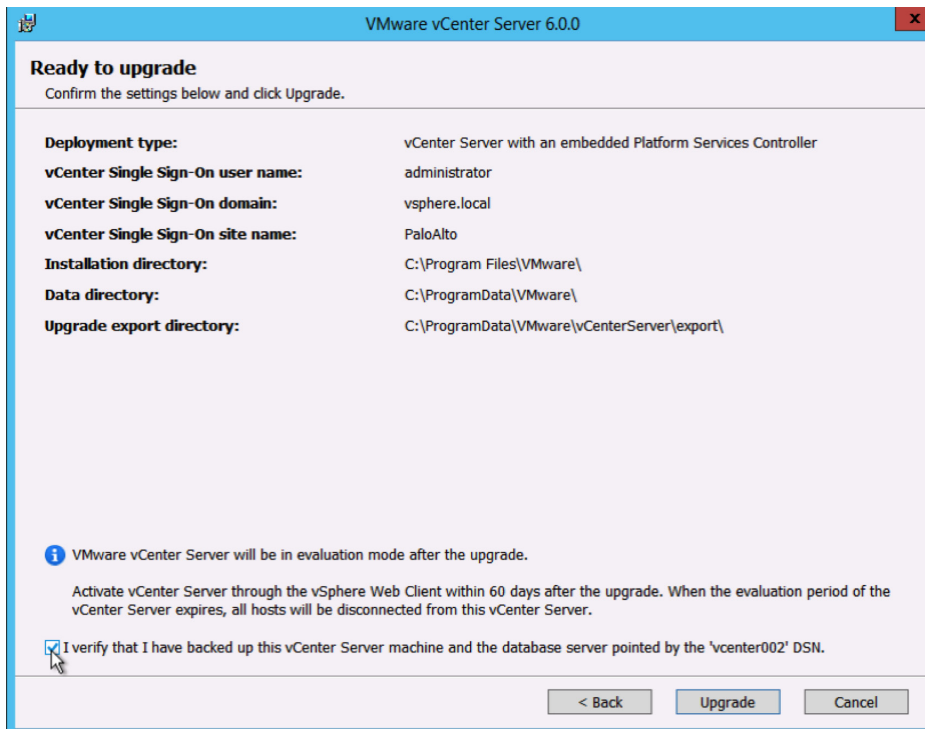 VMware vCenter Server 6.0.0
x
Ready to upgrade
Confirm the settings below and click Upgrade.
Deployment type: vCenter Server with an embedded Platform Services Controller
vCenter Single Sign-On user name: administrator
vCenter Single Sign-On domain: vsphere.local
vCenter Single Sign-On site name: PaloAlto
Installation directory: C:\Program Files\VMware\
Data directory: C:\ProgramData\VMware\
Upgrade export directory: C:\ProgramData\VMware\vCenterServer\export\
VMware vCenter Server will be in evaluation mode after the upgrade.
Activate vCenter Server through the vSphere Web Client within 60 days after the upgrade. When the evaluation period of the
vCenter Server expires, all hosts will be disconnected from this vCenter Server.
I verify that I have backed up this vCenter Server machine and the database server pointed by the 'vcenter002' DSN.
< Back Upgrade Cancel